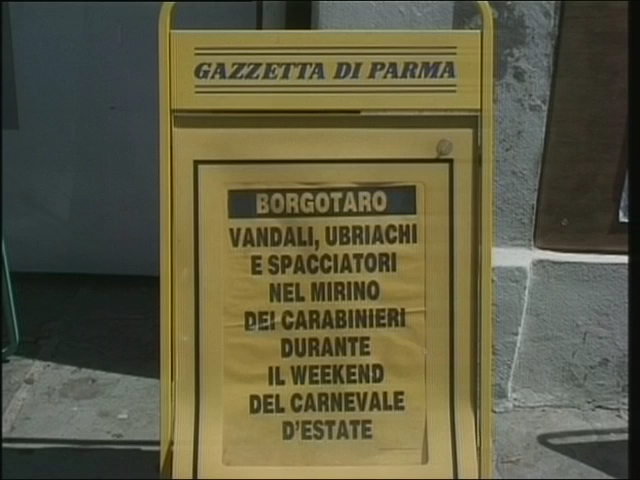 GAZZETTA DI PARMA
BORGOTARO
VANDALI, UBRIACHI
E SPACCIATORI
NEL MIRINO
DEI CARABINIERI
DURANTE
IL WEEKEND
DEL CARNEVALE
D'ESTATE